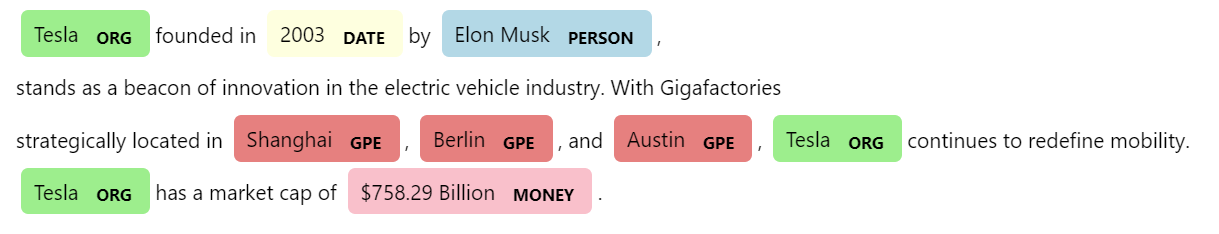 Tesla ORG founded in 2003 DATE by Elon Musk PERSON ,
stands as a beacon of innovation in the electric vehicle industry. With Gigafactories
strategically located in Shanghai GPE , Berlin GPE , and Austin GPE , Tesla ORG continues to redefine mobility.
Tesla ORG has a market cap of $758.29 Billion MONEY .